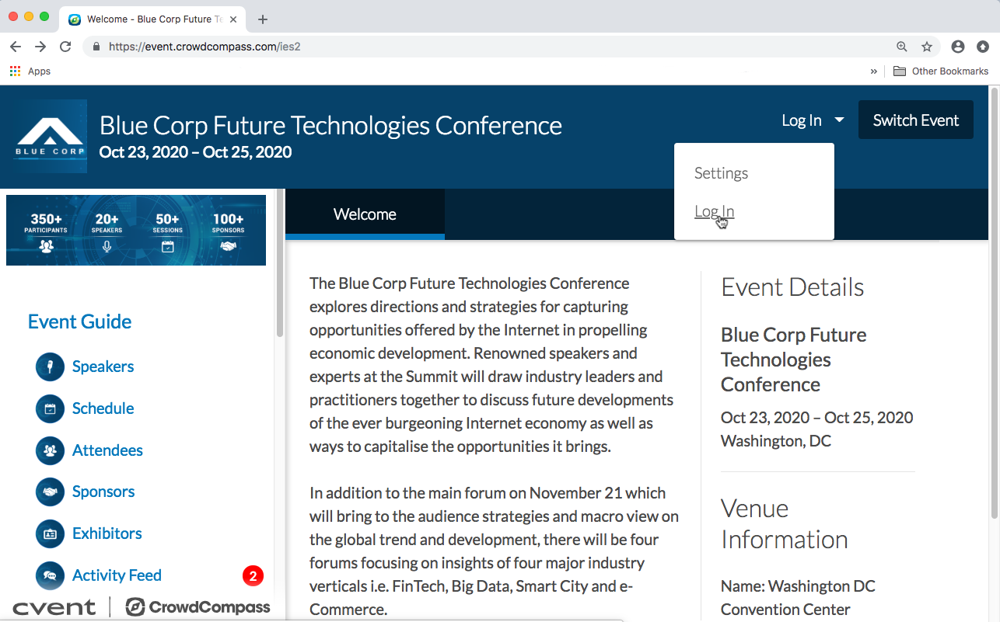 Welcome - Blue Corp Future Te
https://event.crowdcompass.com/ies2
Apps
»
Other Bookmarks
BLUE CORP
Blue Corp Future Technologies Conference
Oct 23, 2020 – Oct 25, 2020
Log In
Switch Event
Settings
Log In
350+
PARTICIPANTS
20+
SPEAKERS
50+
SESSIONS
100+
SPONSORS
Welcome
Event Guide
Speakers
Schedule
Attendees
Sponsors
Exhibitors
Activity Feed
2
cvent | CrowdCompass
The Blue Corp Future Technologies Conference
explores directions and strategies for capturing
opportunities offered by the Internet in propelling
economic development. Renowned speakers and
experts at the Summit will draw industry leaders and
practitioners together to discuss future developments
of the ever burgeoning Internet economy as well as
ways to capitalise the opportunities it brings.
In addition to the main forum on November 21 which
will bring to the audience strategies and macro view on
the global trend and development, there will be four
forums focusing on insights of four major industry
verticals i.e. FinTech, Big Data, Smart City and e-
Commerce.
Event Details
Blue Corp Future
Technologies
Conference
Oct 23, 2020 – Oct 25, 2020
Washington, DC
Venue
Information
Name: Washington DC
Convention Center